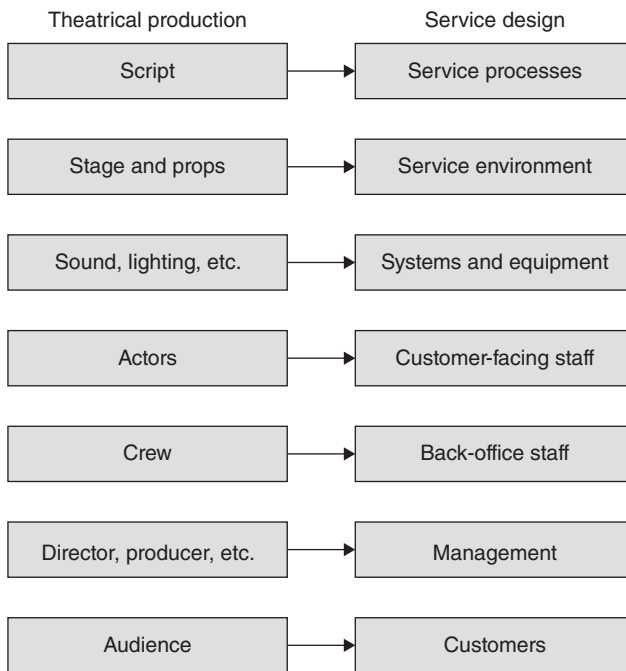 Theatrical production
Service design
Script
Service processes
Stage and props
Service environment
Sound, lighting, etc.
Systems and equipment
Actors
Customer-facing staff
Crew
Back-office staff
Director, producer, etc.
Management
Audience
Customers